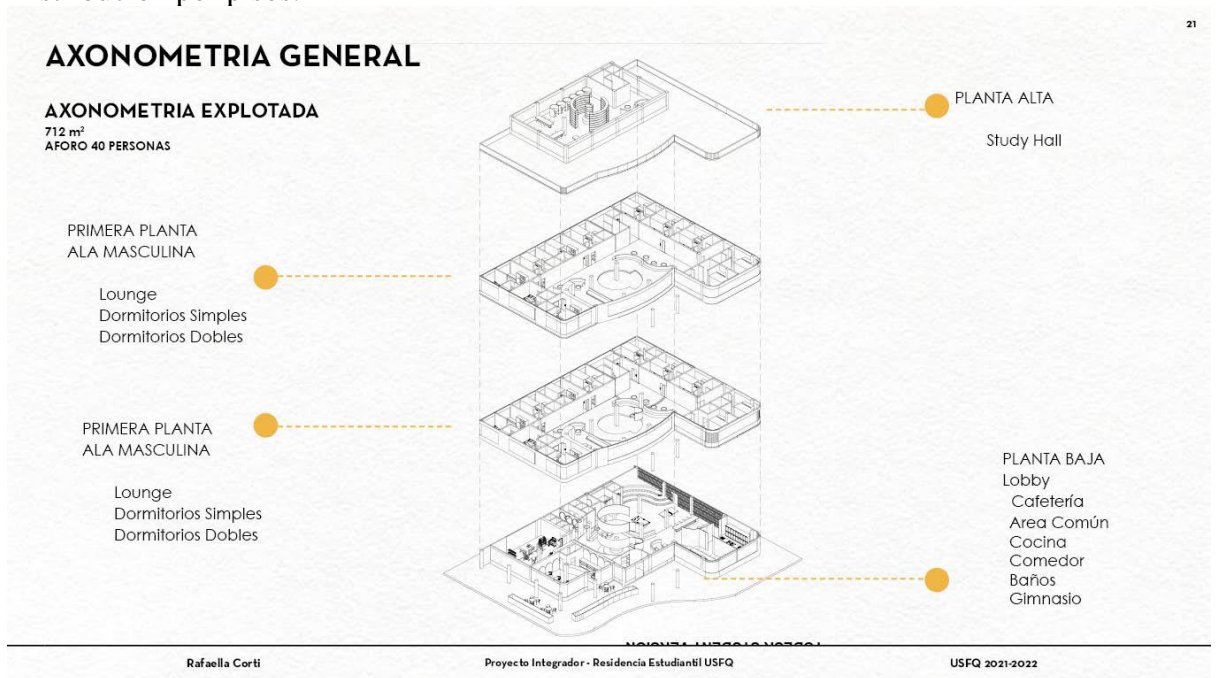 21
AXONOMETRIA GENERAL
AXONOMETRIA EXPLOTADA
712 m²
AFORO 40 PERSONAS
PLANTA ALTA
Study Hall
PRIMERA PLANTA
ALA MASCULINA
Lounge
Dormitorios Simples
Dormitorios Dobles
PRIMERA PLANTA
ALA MASCULINA
Lounge
Dormitorios Simples
Dormitorios Dobles
PLANTA BAJA
Lobby
Cafetería
Area Común
Cocina
Comedor
Baños
Gimnasio
Rafaella Corti
Proyecto Integrador - Residencia Estudiantil USFQ
USFQ 2021-2022